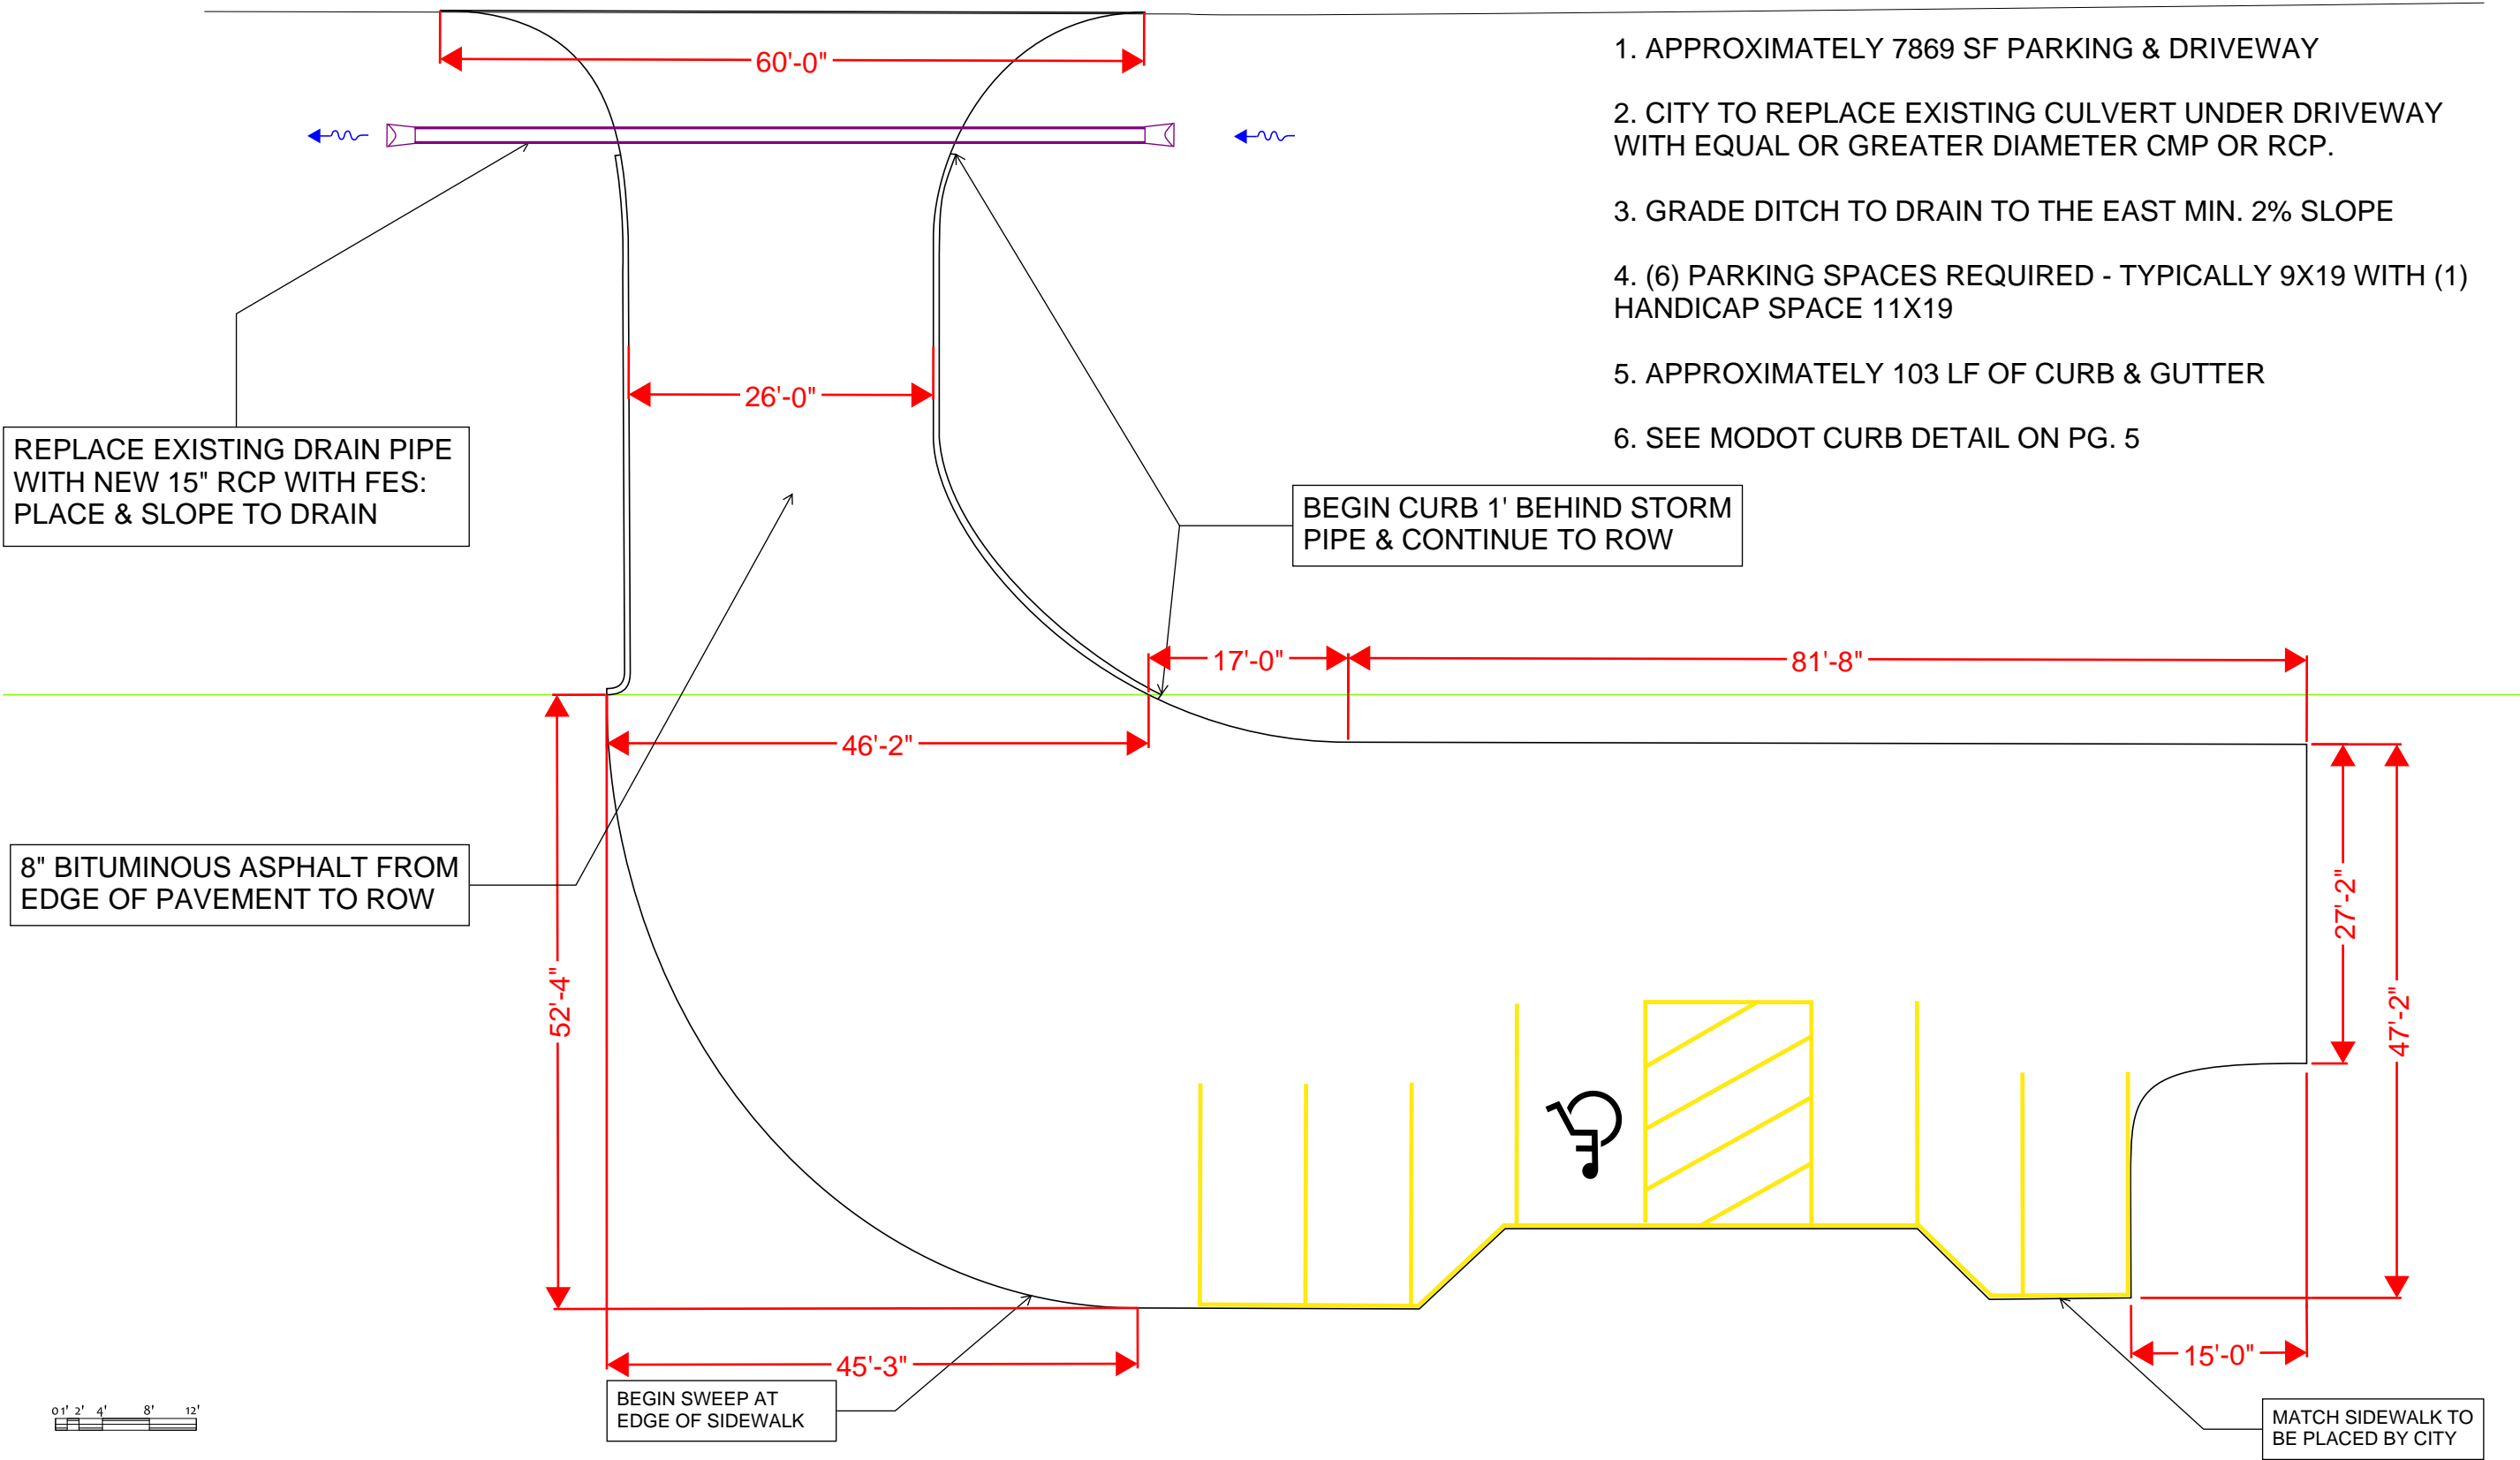 60'-0"
1. APPROXIMATELY 7869 SF PARKING & DRIVEWAY
2. CITY TO REPLACE EXISTING CULVERT UNDER DRIVEWAY
WITH EQUAL OR GREATER DIAMETER CMP OR RCP.
3. GRADE DITCH TO DRAIN TO THE EAST MIN. 2% SLOPE
4. (6) PARKING SPACES REQUIRED - TYPICALLY 9X19 WITH (1)
HANDICAP SPACE 11X19
5. APPROXIMATELY 103 LF OF CURB & GUTTER
6. SEE MODOT CURB DETAIL ON PG. 5
26'-0"
REPLACE EXISTING DRAIN PIPE
WITH NEW 15" RCP WITH FES:
PLACE & SLOPE TO DRAIN
BEGIN CURB 1' BEHIND STORM
PIPE & CONTINUE TO ROW
17'-0"
81'-8"
46'-2"
8" BITUMINOUS ASPHALT FROM
EDGE OF PAVEMENT TO ROW
27'-2"
52'-4"
47'-2"
45'-3"
15'-0"
BEGIN SWEEP AT
EDGE OF SIDEWALK
MATCH SIDEWALK TO
BE PLACED BY CITY
0 1' 2' 4' 8' 12'